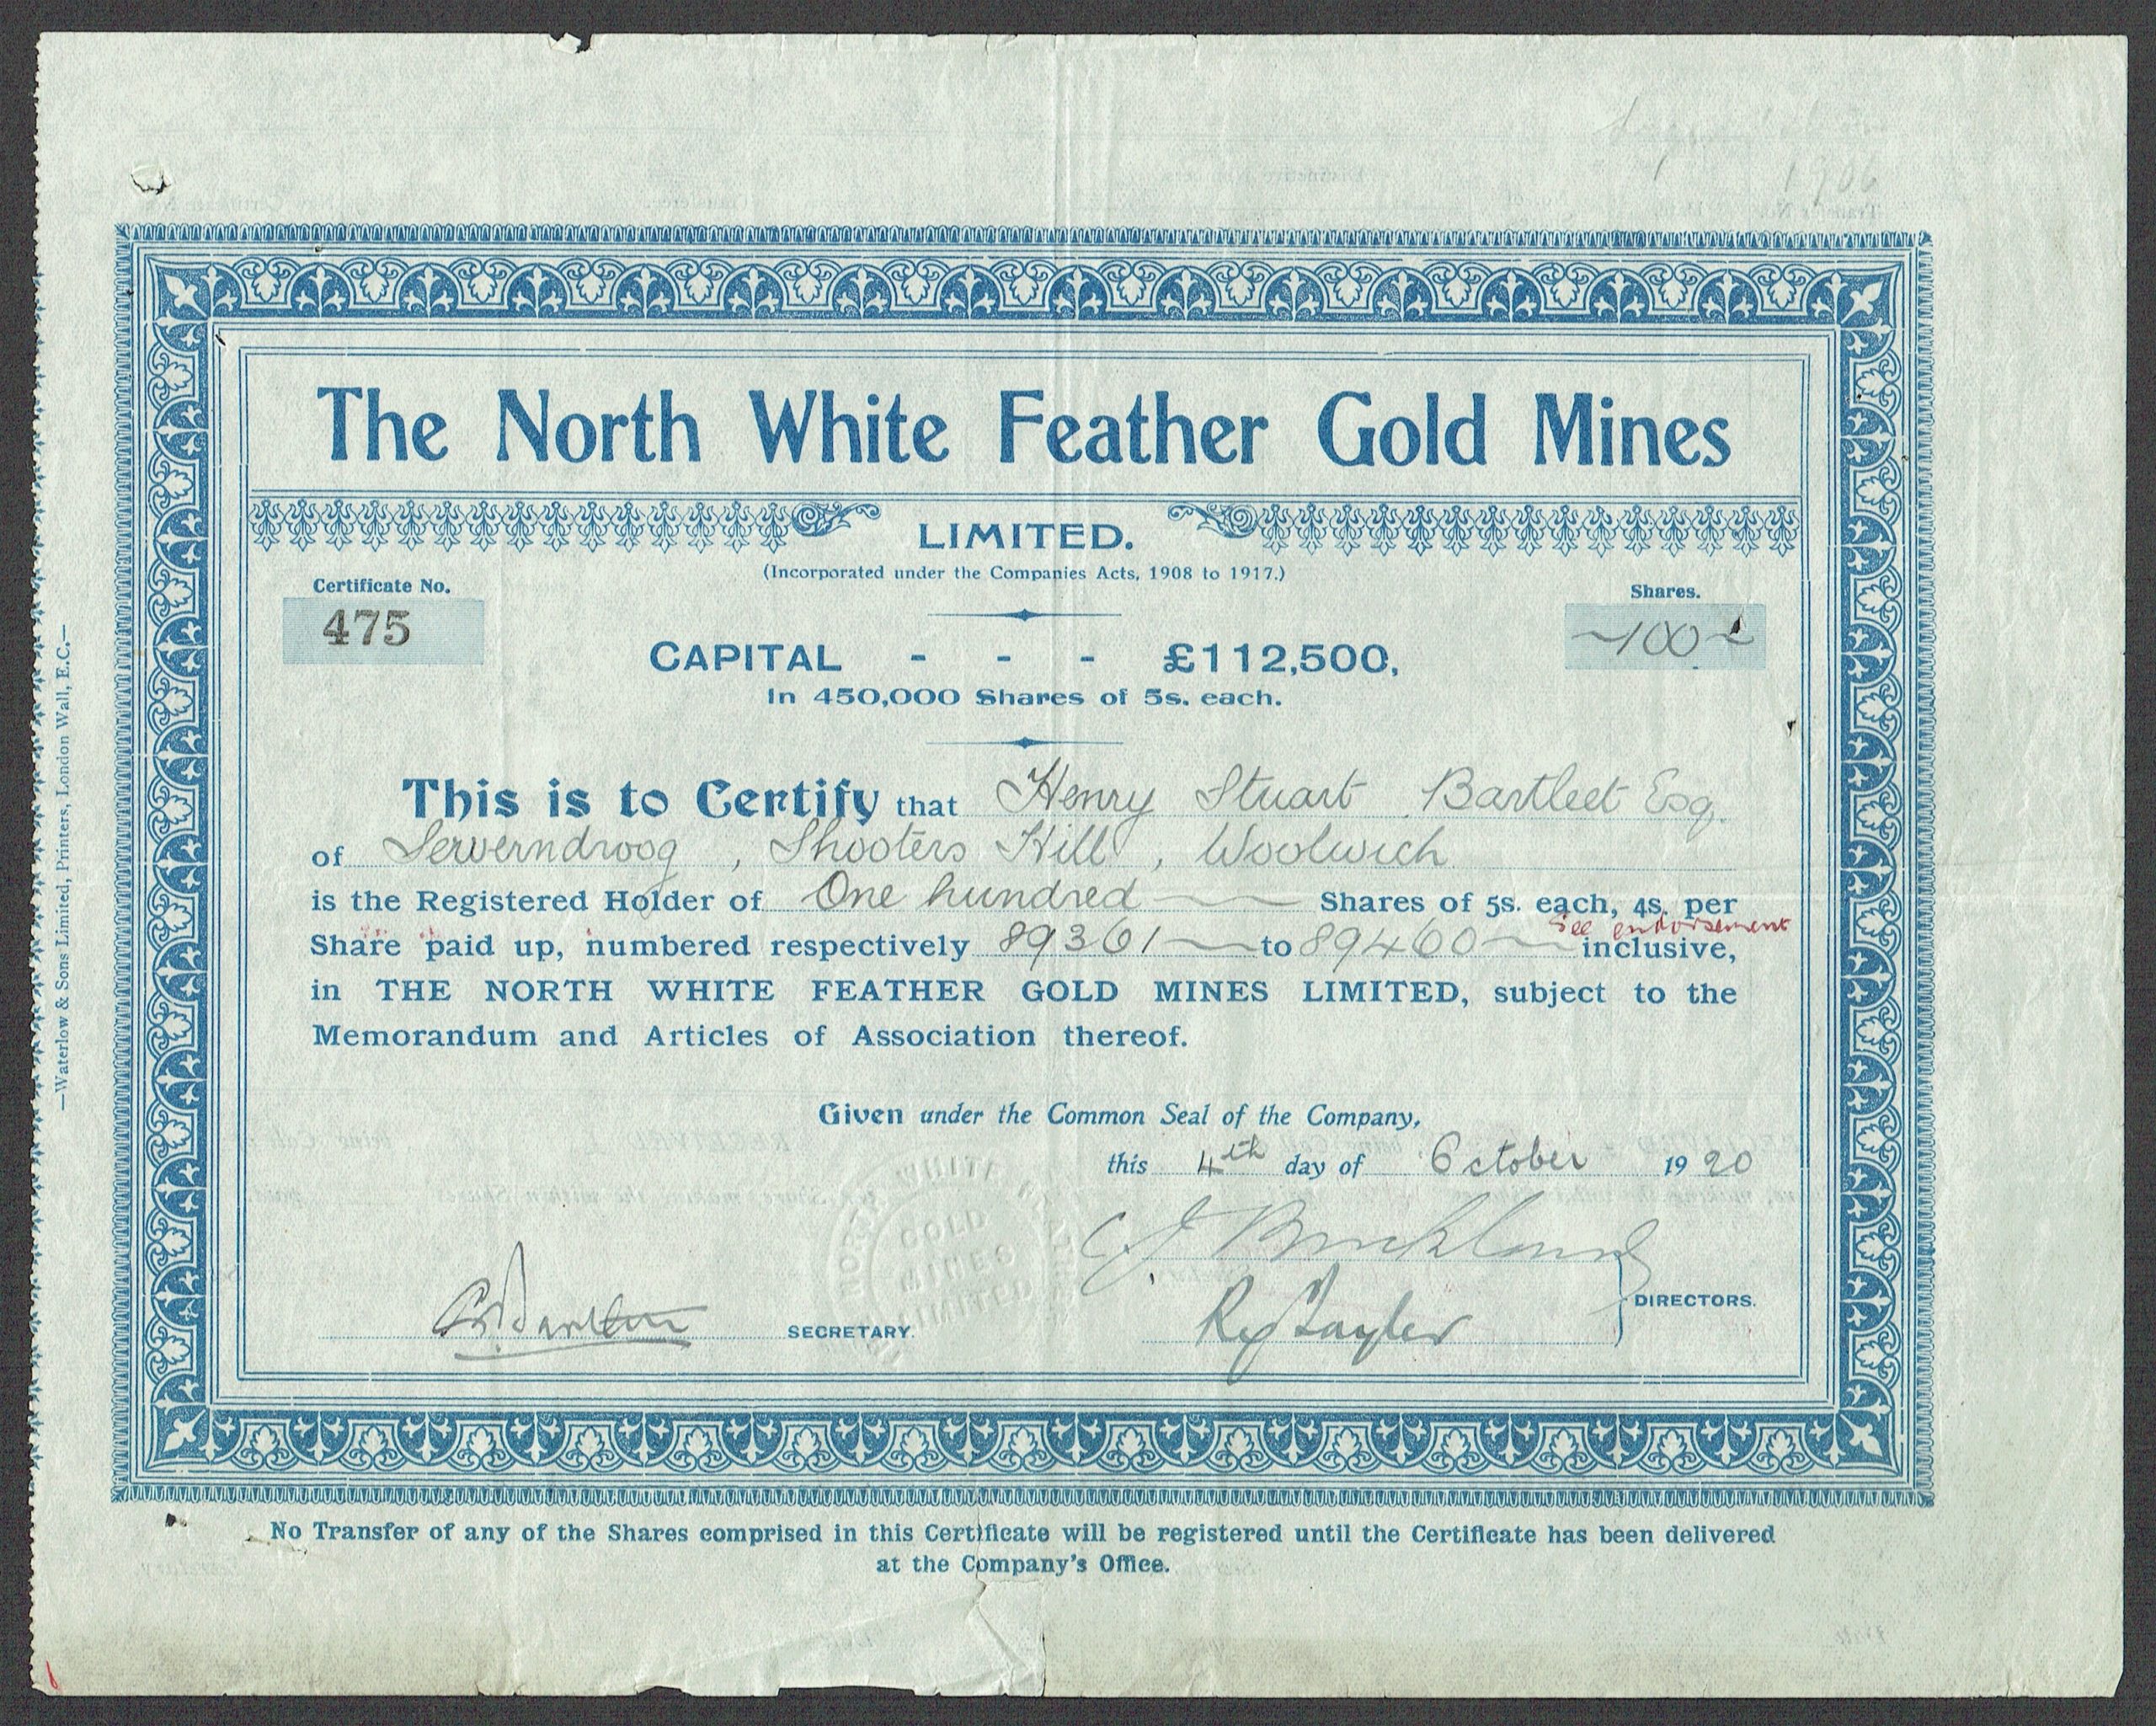 1906
The North White Feather Gold Mines
LIMITED.
(Incorporated under the Companies Acts, 1908 to 1917.)
Certificate No.
475
Shares.
~100~
CAPITAL - - - £112,500,
In 450,000 Shares of 5s. each.
This is to Certify that Henry Stuart Bartleet Esq.
of Serverndroog, Shooters Hill, Woolwich
is the Registered Holder of One hundred Shares of 5s. each, 4s. per
See endorsement
Share paid up, numbered respectively 89361 to 89460 inclusive,
in THE NORTH WHITE FEATHER GOLD MINES LIMITED, subject to the
Memorandum and Articles of Association thereof.
Given under the Common Seal of the Company,
this 4th day of October 1920
NORTH WHITE
GOLD
MINES
LIMITED
DIRECTORS.
SECRETARY.
No Transfer of any of the Shares comprised in this Certificate will be registered until the Certificate has been delivered
at the Company's Office.
—Waterlow & Sons Limited, Printers, London Wall, E.C.—